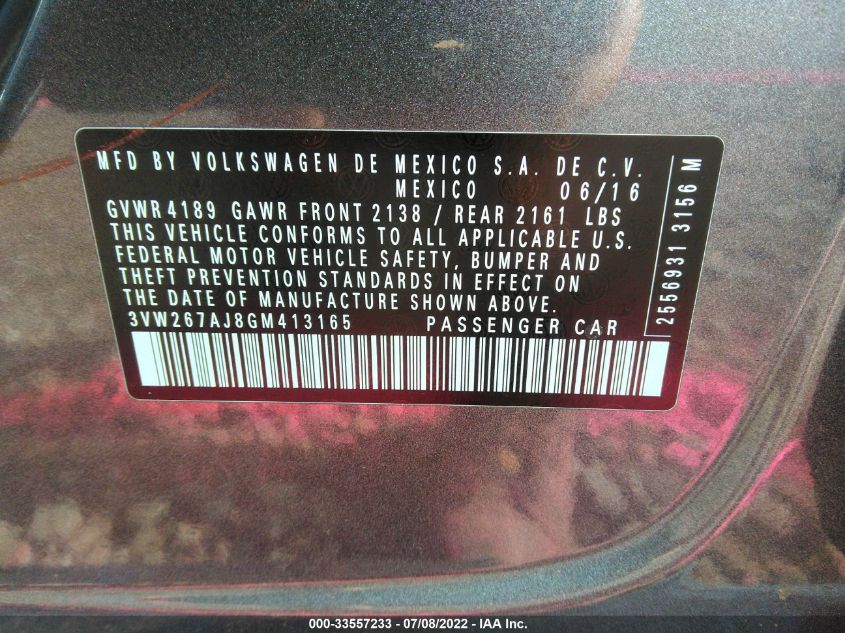 MFD BY VOLKSWAGEN DE MEXICO S.A. DE C.V.
MEXICO 06/16
GVWR 4189 GAWR FRONT 2138 / REAR 2161 LBS
THIS VEHICLE CONFORMS TO ALL APPLICABLE U.S.
FEDERAL MOTOR VEHICLE SAFETY, BUMPER AND
THEFT PREVENTION STANDARDS IN EFFECT ON
THE DATE OF MANUFACTURE SHOWN ABOVE.
3VW267AJ8GM413165 PASSENGER CAR
2556931 3156 M
000-33557233 - 07/08/2022 - IAA Inc.